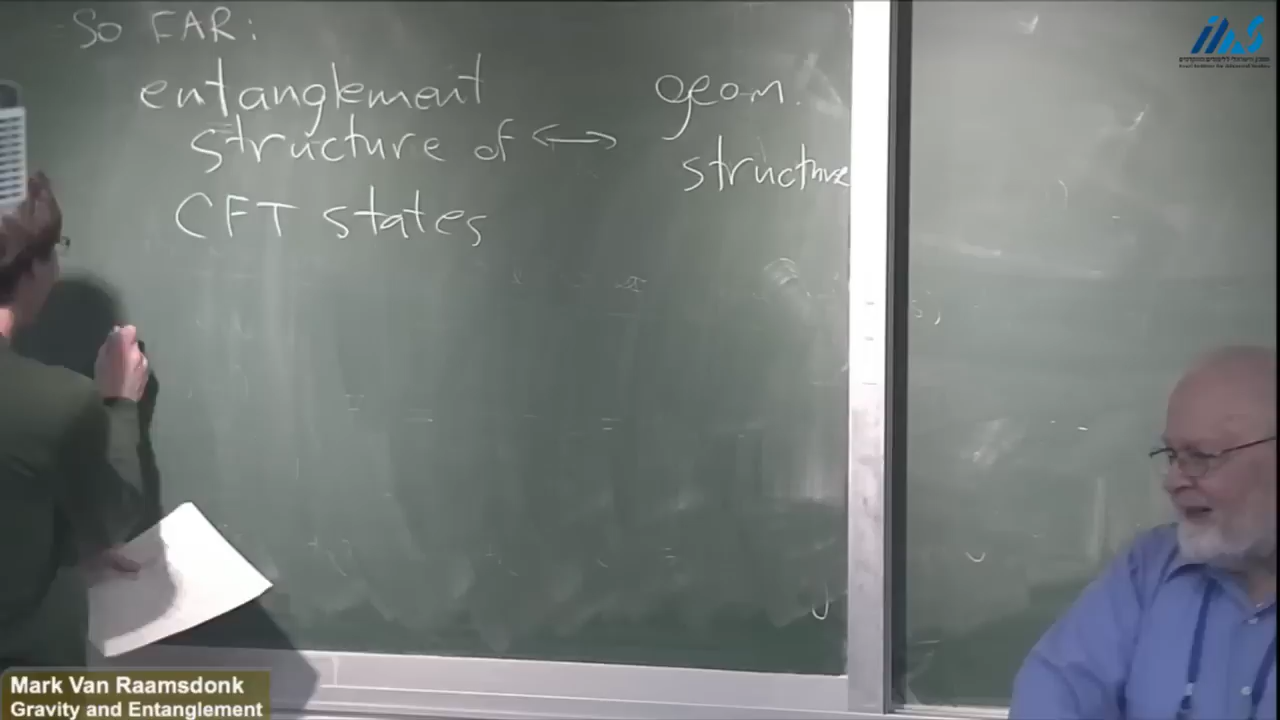 SO FAR:
entanglement geom.
structure of ⟷ structure
CFT states
Mark Van Raamsdonk
Gravity and Entanglement